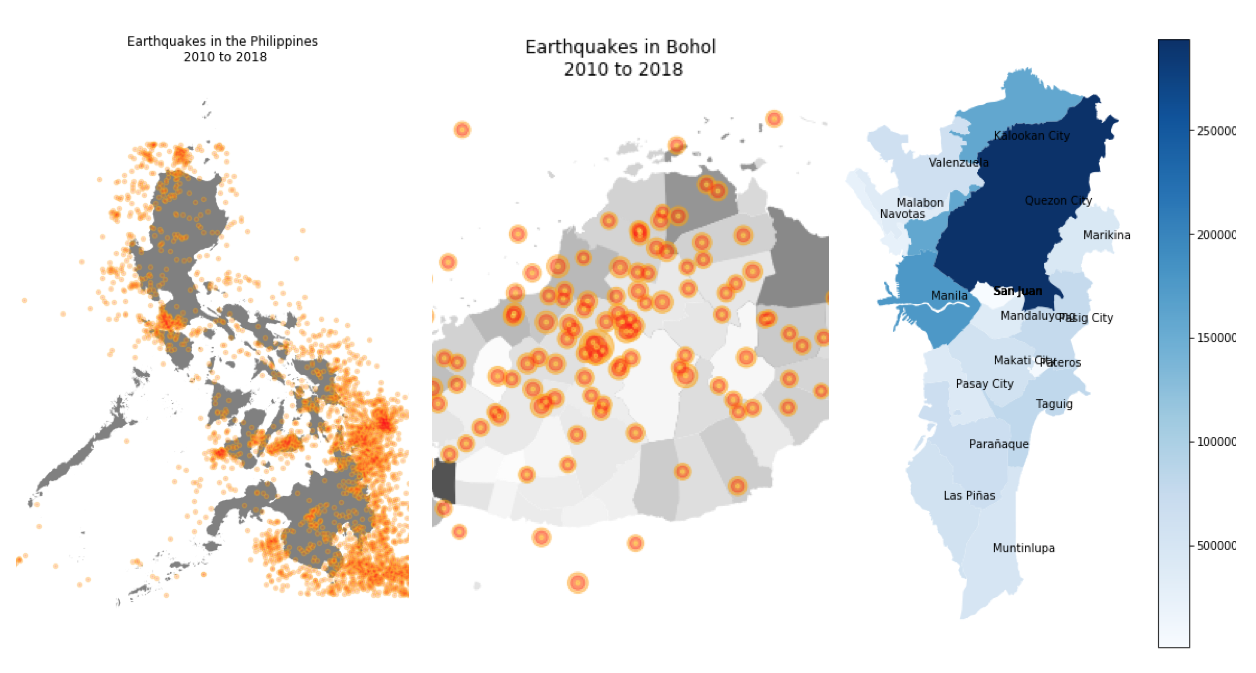 Earthquakes in the Philippines
2010 to 2018
Earthquakes in Bohol
2010 to 2018
Kalookan City
Valenzuela
Malabon
Navotas
Quezon City
Marikina
Manila
San Juan
Mandaluyong
Pasig City
Makati City
Pateros
Pasay City
Taguig
Parañaque
Las Piñas
Muntinlupa
250000
200000
150000
100000
500000